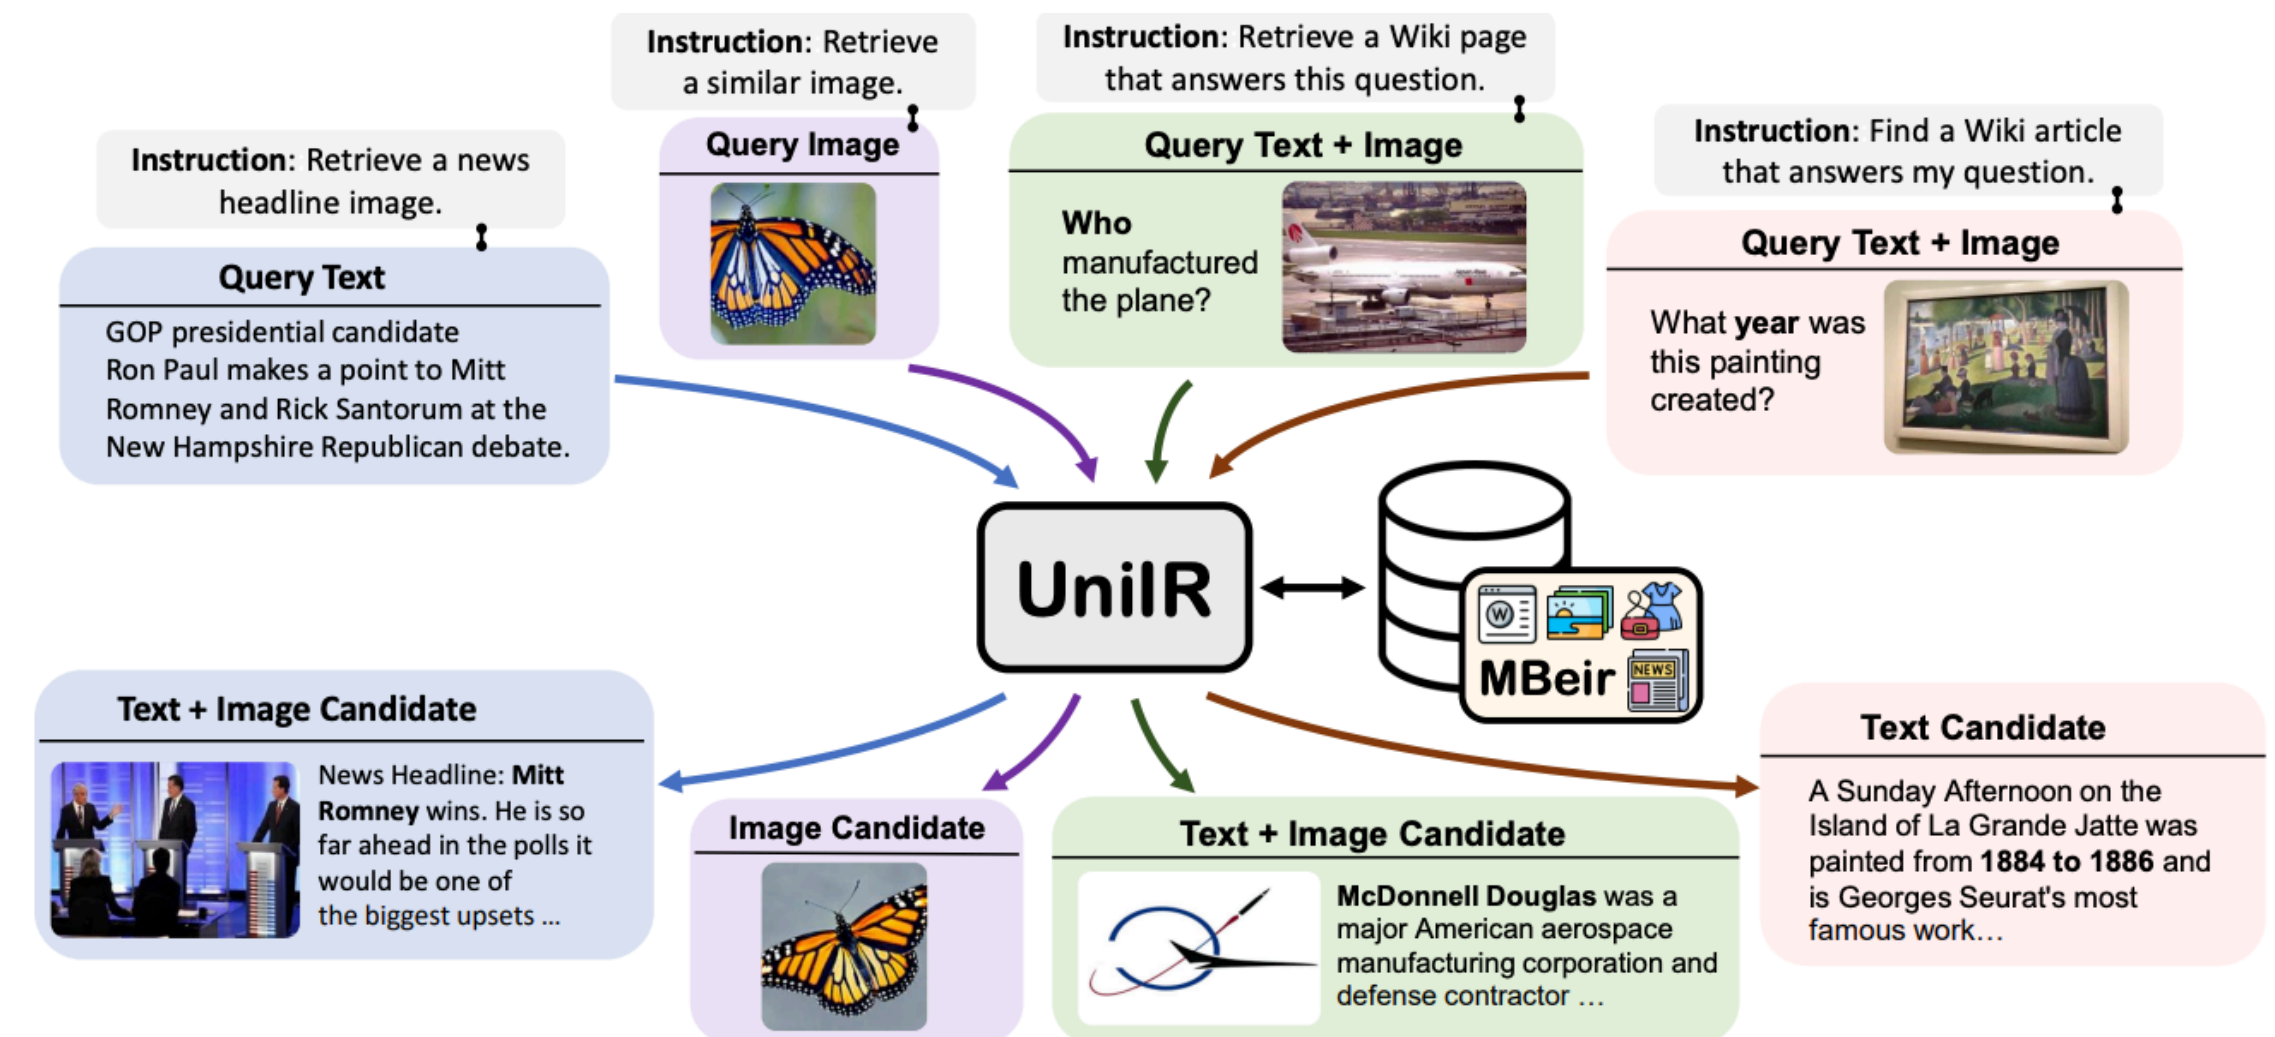 Instruction: Retrieve a news
headline image.
Query Text
GOP presidential candidate
Ron Paul makes a point to Mitt
Romney and Rick Santorum at the
New Hampshire Republican debate.
Instruction: Retrieve
a similar image.
Query Image
Instruction: Retrieve a Wiki page
that answers this question.
Query Text + Image
Who
manufactured
the plane?
Instruction: Find a Wiki article
that answers my question.
Query Text + Image
What year was
this painting
created?
UniIR
W
NEWS
MBeir
Text + Image Candidate
News Headline: Mitt
Romney wins. He is so
far ahead in the polls it
would be one of
the biggest upsets ...
Image Candidate
Text + Image Candidate
McDonnell Douglas was a
major American aerospace
manufacturing corporation and
defense contractor ...
Text Candidate
A Sunday Afternoon on the
Island of La Grande Jatte was
painted from 1884 to 1886 and
is Georges Seurat's most
famous work...